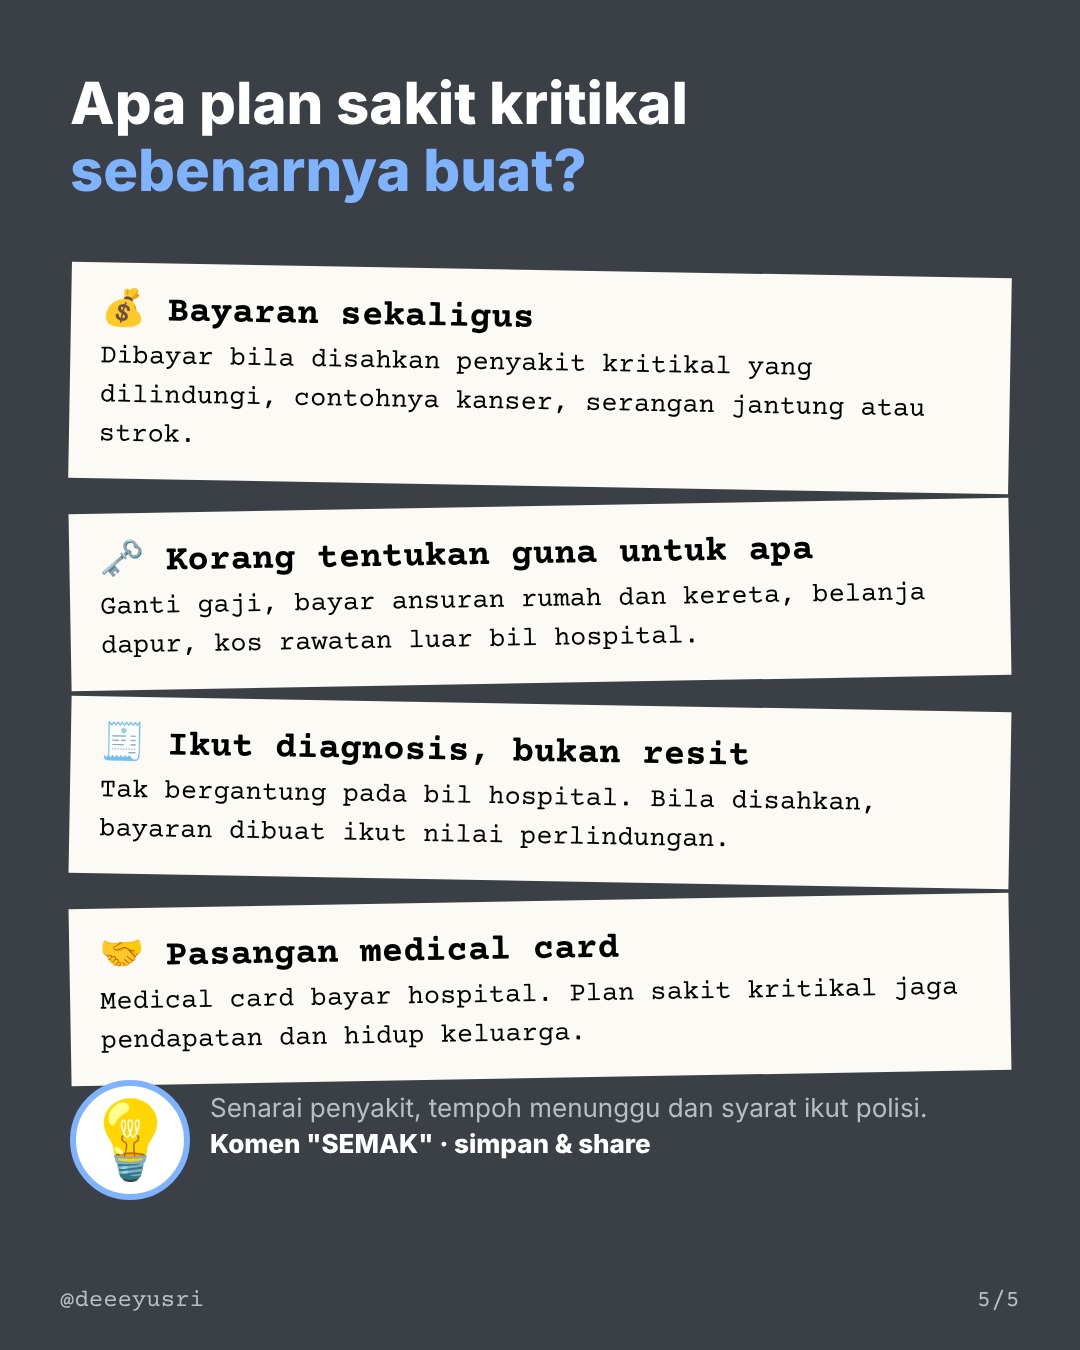 Apa plan sakit kritikal
sebenarnya buat?
Bayaran sekaligus
Dibayar bila disahkan penyakit kritikal yang
dilindungi, contohnya kanser, serangan jantung atau
strok.
Korang tentukan guna untuk apa
Ganti gaji, bayar ansuran rumah dan kereta, belanja
dapur, kos rawatan luar bil hospital.
Ikut diagnosis, bukan resit
Tak bergantung pada bil hospital. Bila disahkan,
bayaran dibuat ikut nilai perlindungan.
Pasangan medical card
Medical card bayar hospital. Plan sakit kritikal jaga
pendapatan dan hidup keluarga.
Senarai penyakit, tempoh menunggu dan syarat ikut polisi.
Komen "SEMAK" · simpan & share
@deeeyusri
5/5